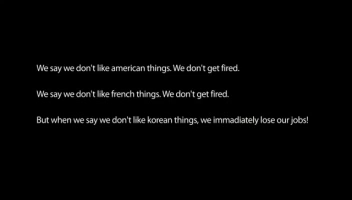 We say we don't like american things. We don't get fired.
We say we don't like french things. We don't get fired.
But when we say we don't like korean things, we immadiately lose our jobs!